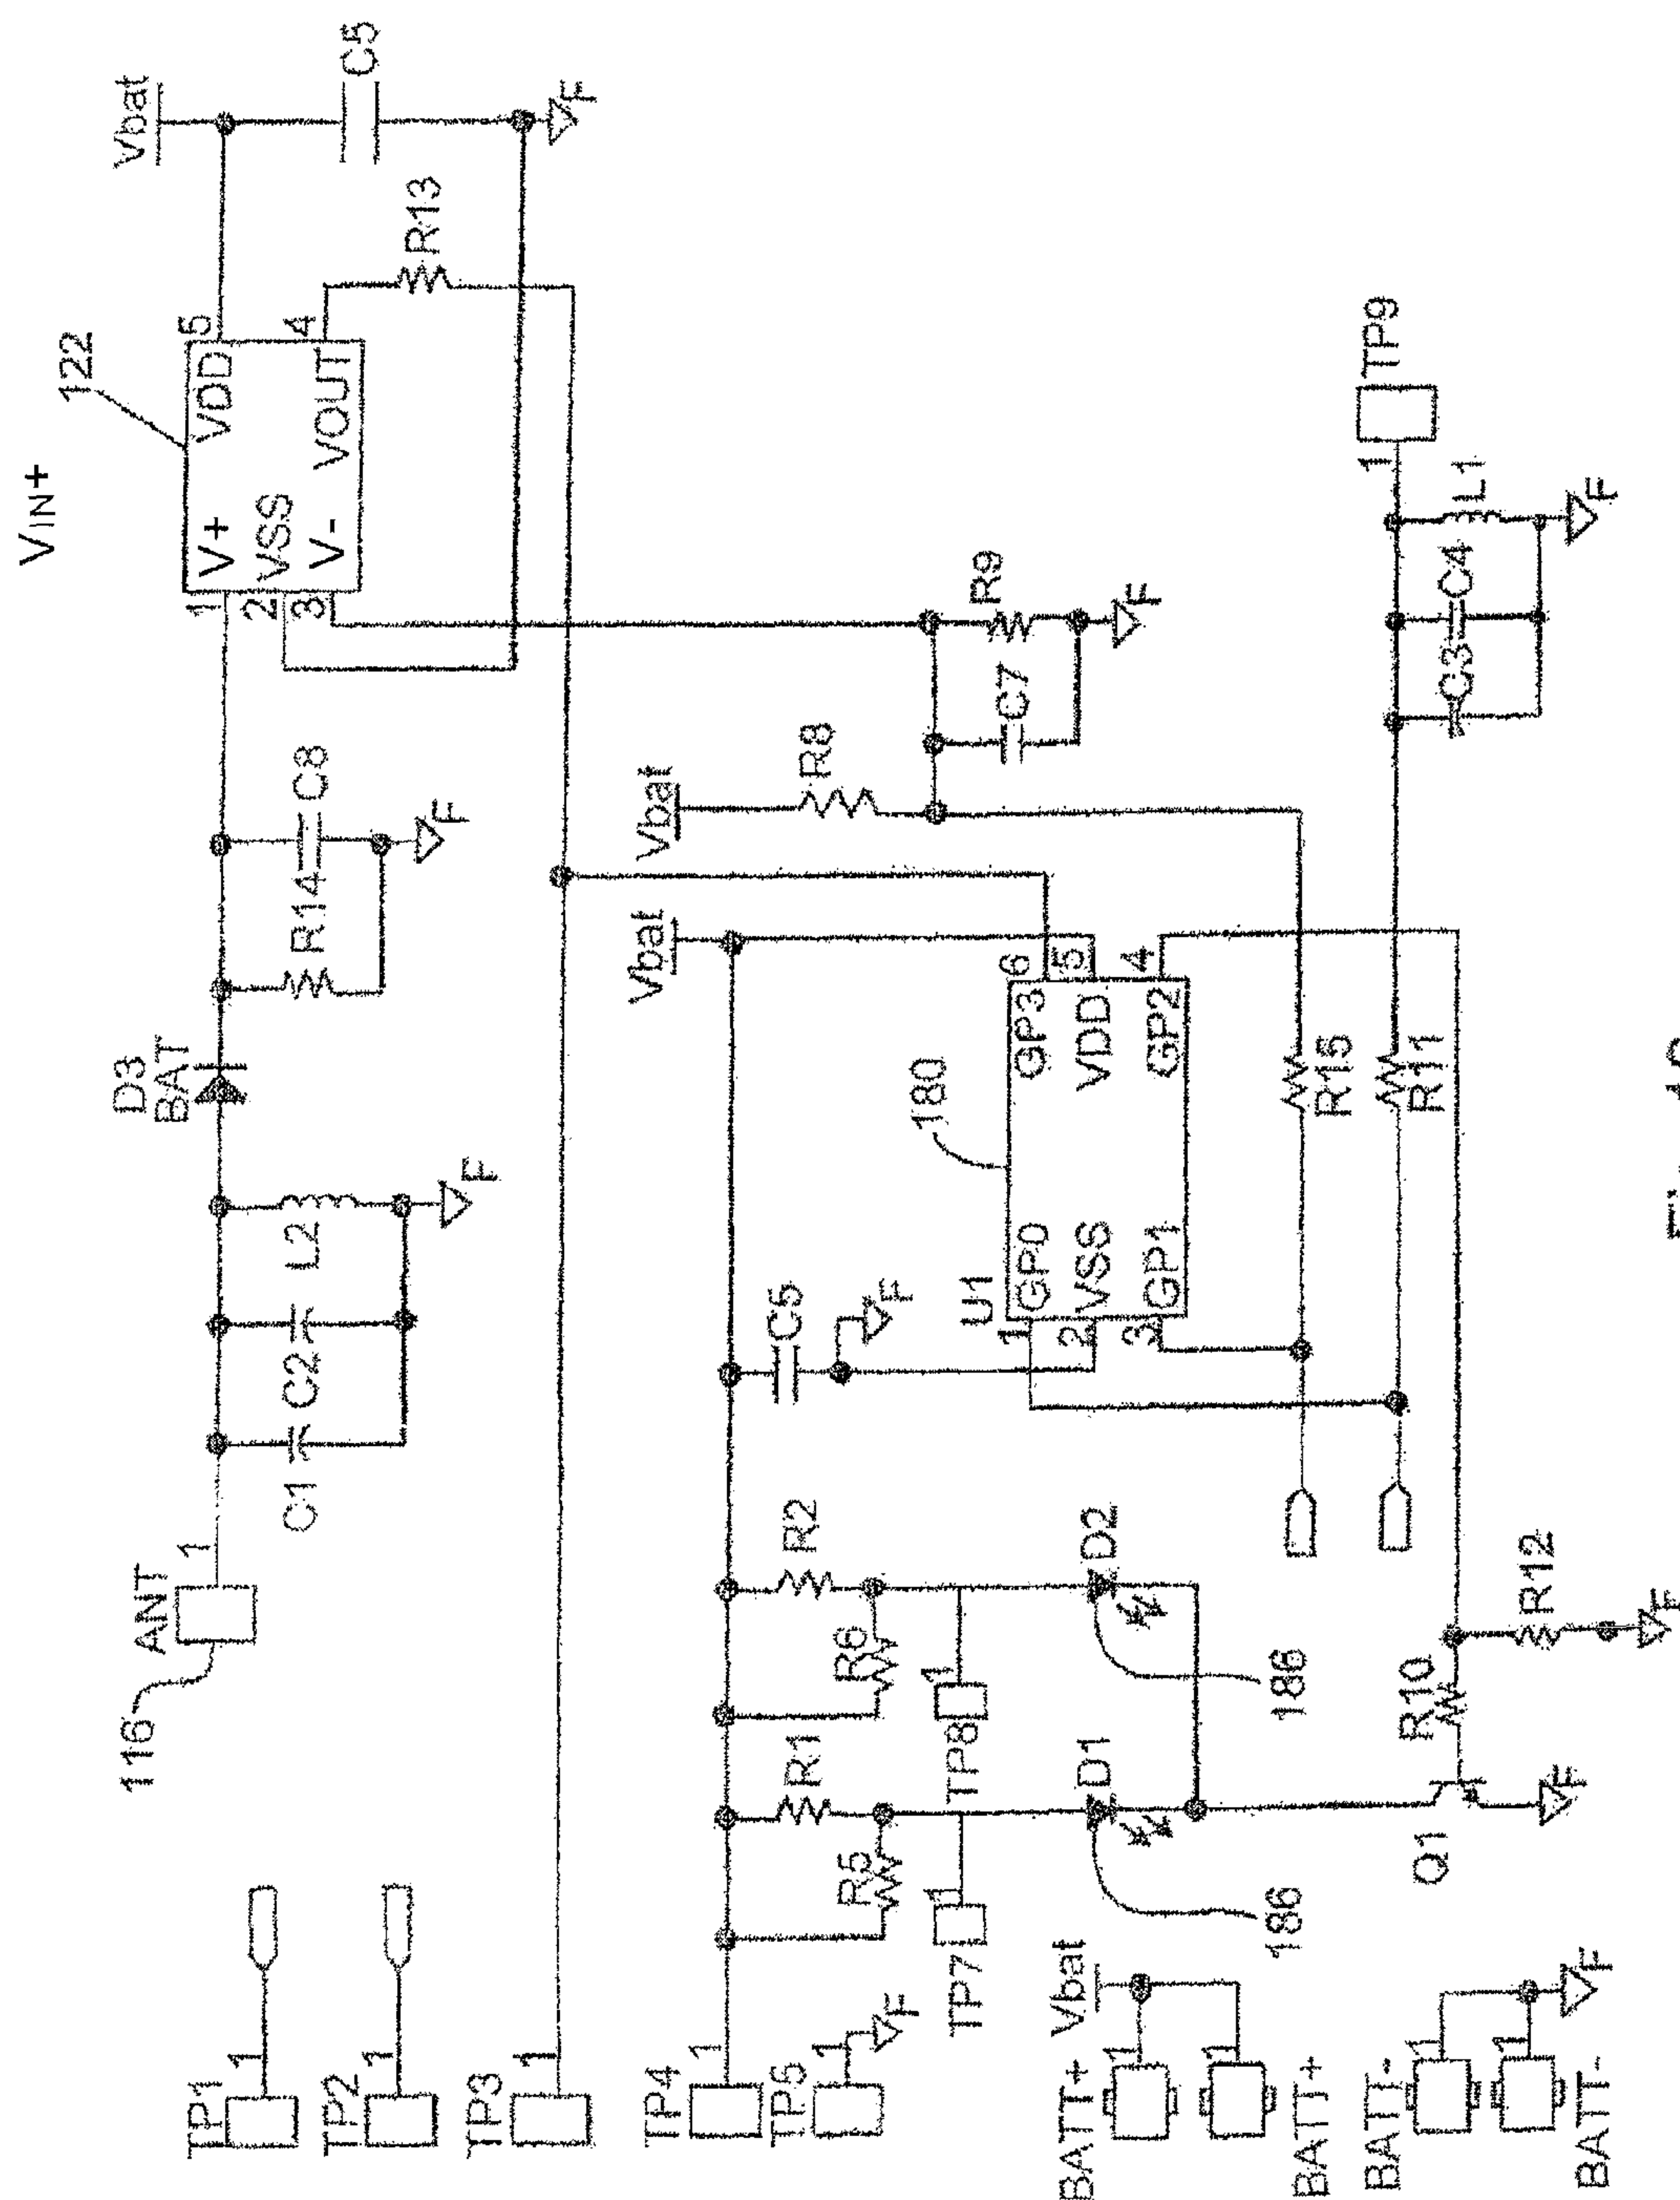 VIN+
122
Vbat
C5
F
V+
VDD
VSS
V-
VOUT
1
2
3
5
4
R13
116
ANT
1
C1
C2
L2
F
D3
BAT
R14
C8
F
TP1
1
TP2
1
TP3
1
TP4
1
TP5
1
F
R5
R1
R6
R2
TP7
1
TP8
1
D1
D2
186
186
C5
F
Vbat
U1
180
GP0
VSS
GP1
GP3
VDD
GP2
1
2
3
6
5
4
Vbat
R8
C7
R9
F
R15
R11
C3
C4
L1
F
1
TP9
Q1
F
R10
R12
F
Vbat
BATT+
1
BATT+
1
BATT-
1
BATT-
1
F